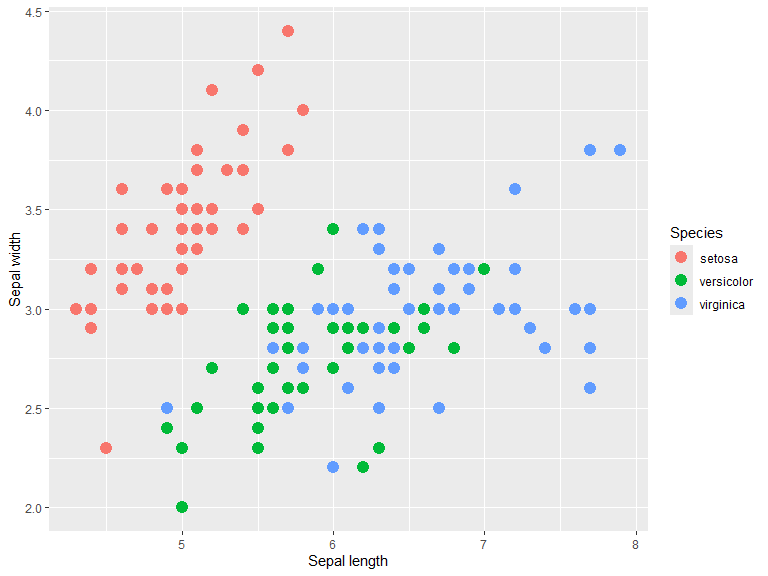 4.5
4.0
3.5
3.0
2.5
2.0
Sepal width
5 6 7 8
Sepal length
Species
setosa
versicolor
virginica